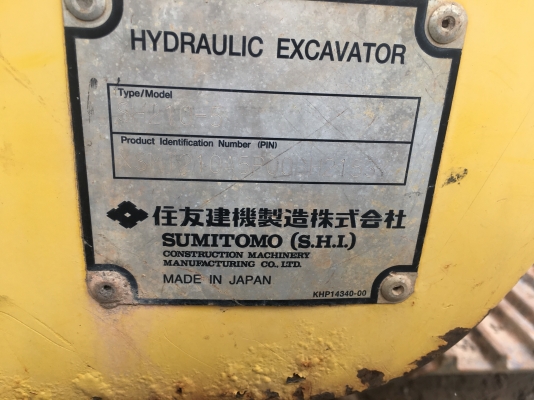 HYDRAULIC EXCAVATOR
Type/Model
Product Identification Number (PIN)
住友建機製造株式会社
SUMITOMO (S.H.I.)
CONSTRUCTION MACHINERY
MANUFACTURING CO., LTD.
MADE IN JAPAN
KHP14340-00